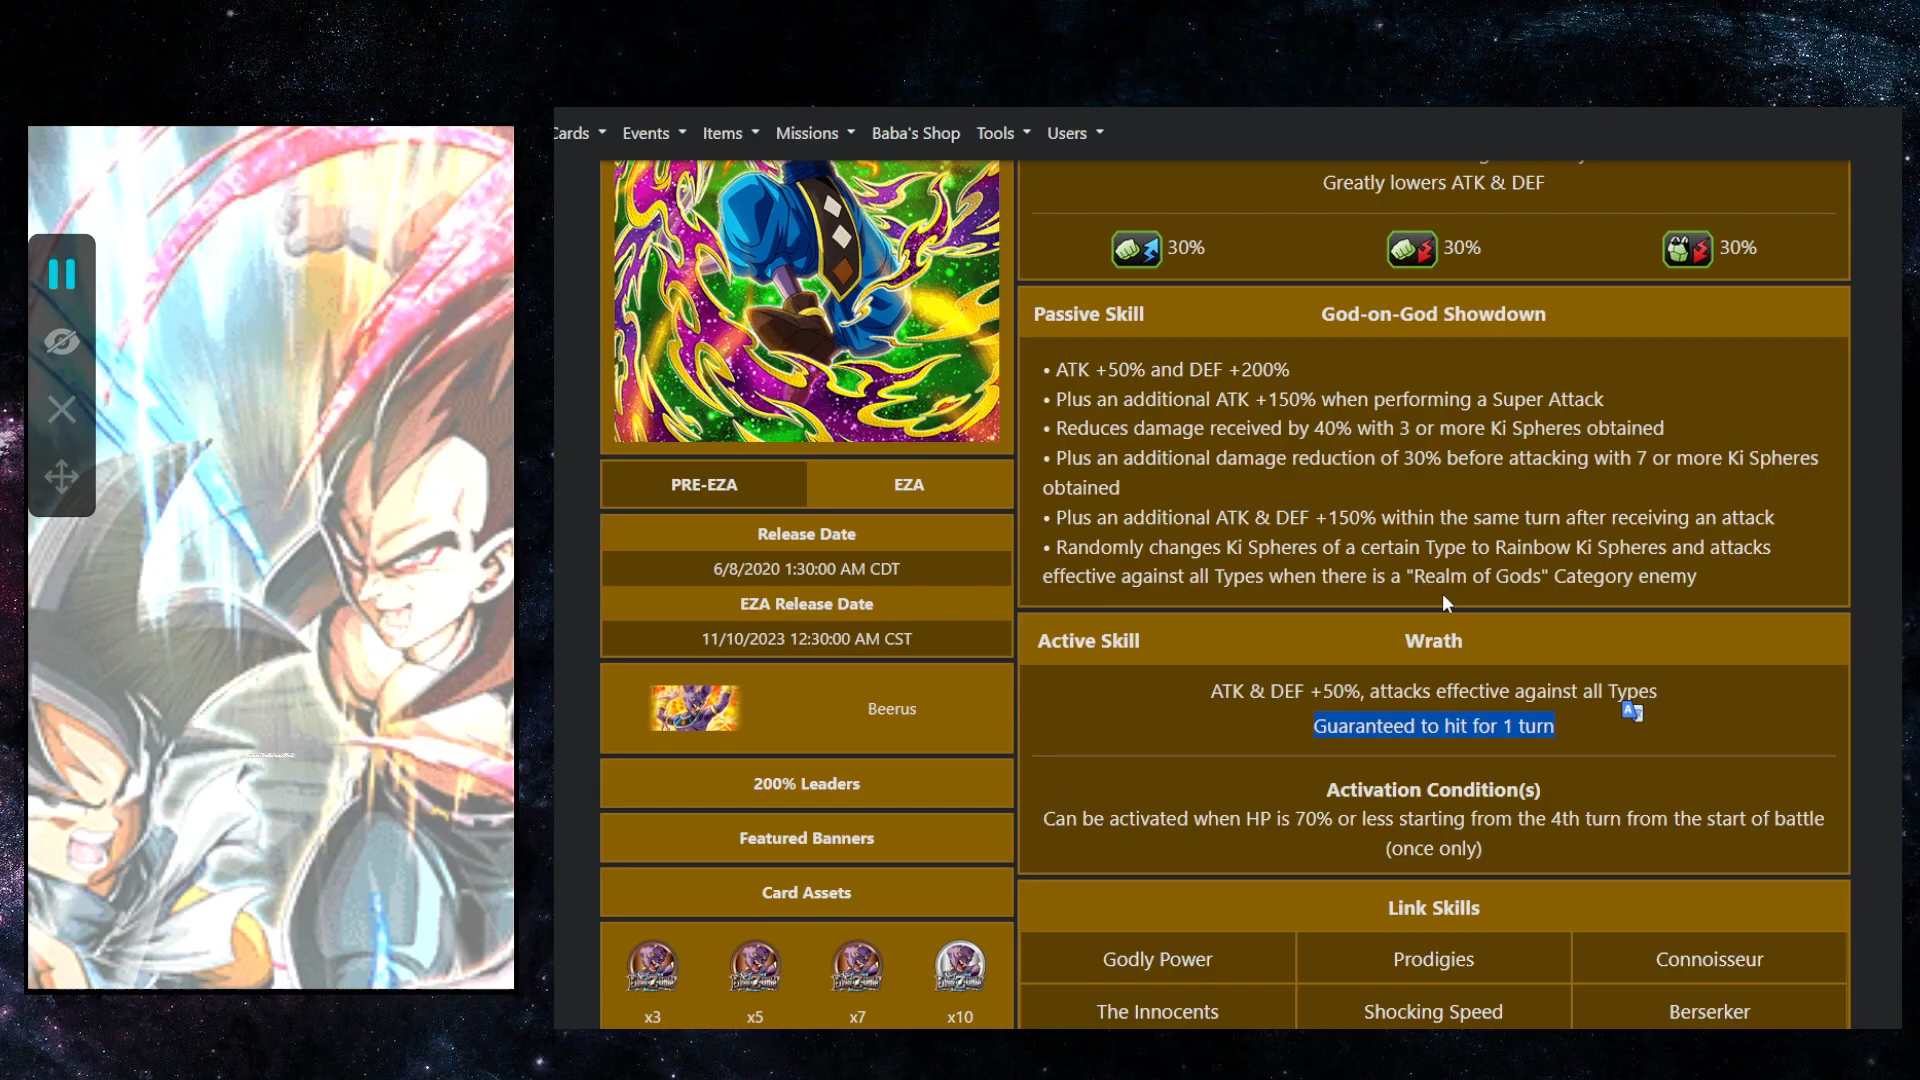 Cards
Events
Items
Missions
Baba's Shop
Tools
Users
Greatly lowers ATK & DEF
30%
30%
30%
Passive Skill
God-on-God Showdown
• ATK +50% and DEF +200%
• Plus an additional ATK +150% when performing a Super Attack
• Reduces damage received by 40% with 3 or more Ki Spheres obtained
• Plus an additional damage reduction of 30% before attacking with 7 or more Ki Spheres
obtained
• Plus an additional ATK & DEF +150% within the same turn after receiving an attack
• Randomly changes Ki Spheres of a certain Type to Rainbow Ki Spheres and attacks
effective against all Types when there is a "Realm of Gods" Category enemy
PRE-EZA
EZA
Release Date
6/8/2020 1:30:00 AM CDT
EZA Release Date
11/10/2023 12:30:00 AM CST
Beerus
200% Leaders
Featured Banners
Card Assets
x3
x5
x7
x10
Active Skill
Wrath
ATK & DEF +50%, attacks effective against all Types
Guaranteed to hit for 1 turn
Activation Condition(s)
Can be activated when HP is 70% or less starting from the 4th turn from the start of battle
(once only)
Link Skills
Godly Power
Prodigies
Connoisseur
The Innocents
Shocking Speed
Berserker